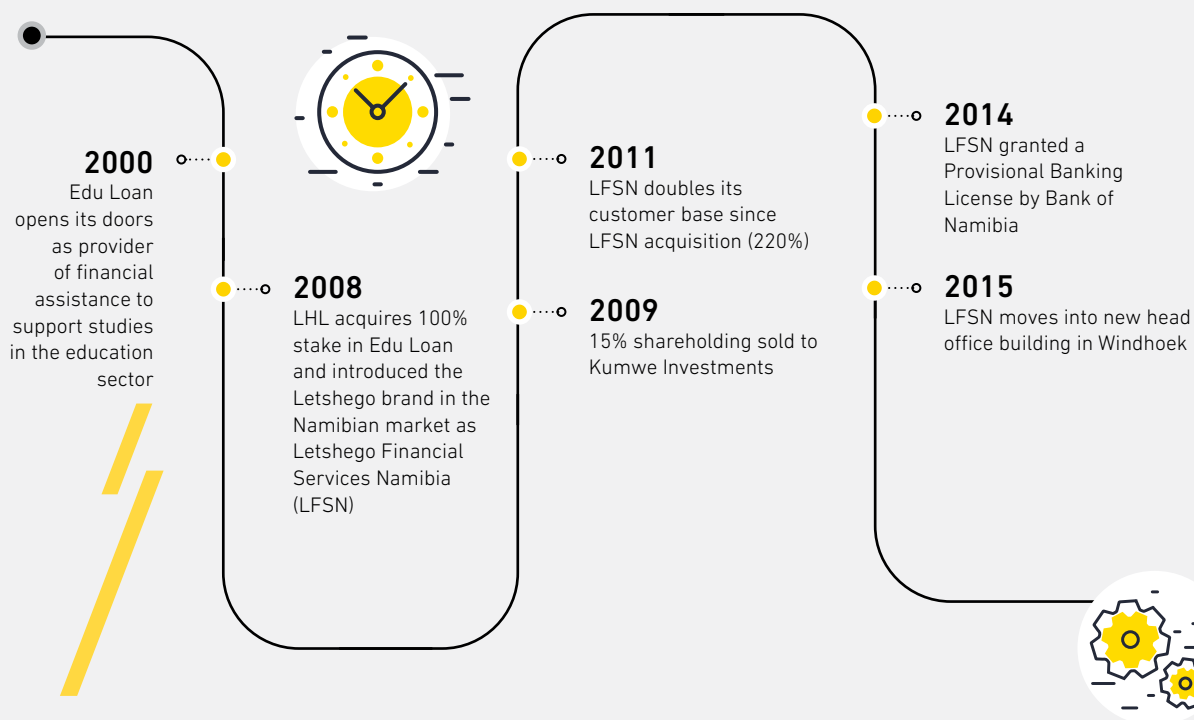 2000
Edu Loan
opens its doors
as provider
of financial
assistance to
support studies
in the education
sector
2008
LHL acquires 100%
stake in Edu Loan
and introduced the
Letshego brand in the
Namibian market as
Letshego Financial
Services Namibia
(LFSN)
2011
LFSN doubles its
customer base since
LFSN acquisition (220%)
2009
15% shareholding sold to
Kumwe Investments
2014
LFSN granted a
Provisional Banking
License by Bank of
Namibia
2015
LFSN moves into new head
office building in Windhoek